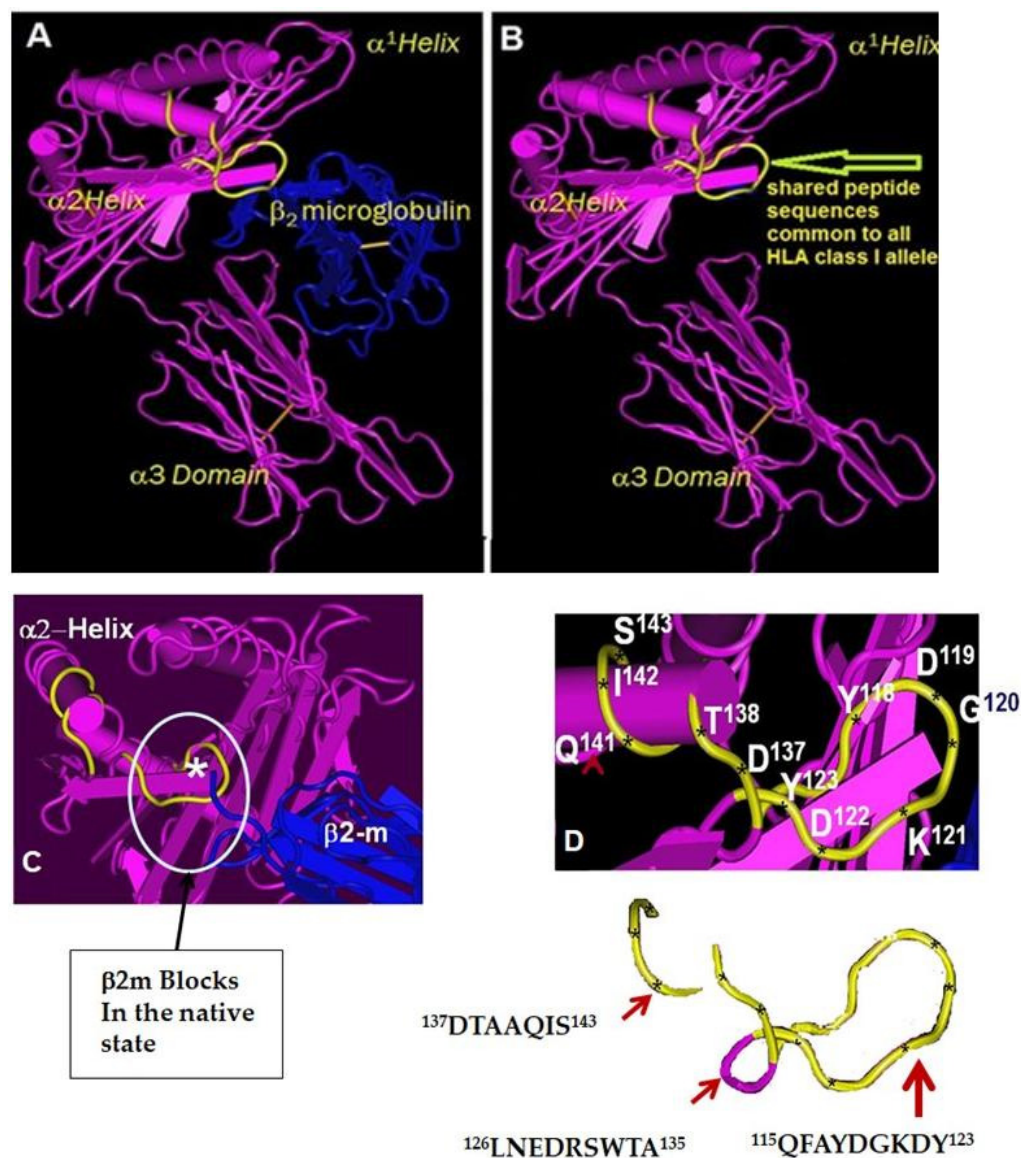 A
α¹Helix
α2Helix
β₂ microglobulin
α3 Domain
B
α¹Helix
α2Helix
shared peptide
sequences
common to all
HLA class I allele
α3 Domain
α2–Helix
*
β2-m
C
β2m Blocks
In the native
state
S¹⁴³
I¹⁴²
Q¹⁴¹
T¹³⁸
D¹³⁷
Y¹¹⁸
D¹¹⁹
G¹²⁰
K¹²¹
D¹²²
Y¹²³
D
¹³⁷DTAAQIS¹⁴³
¹²⁶LNEDRSWTA¹³⁵
¹¹⁵QFAYDGKDY¹²³